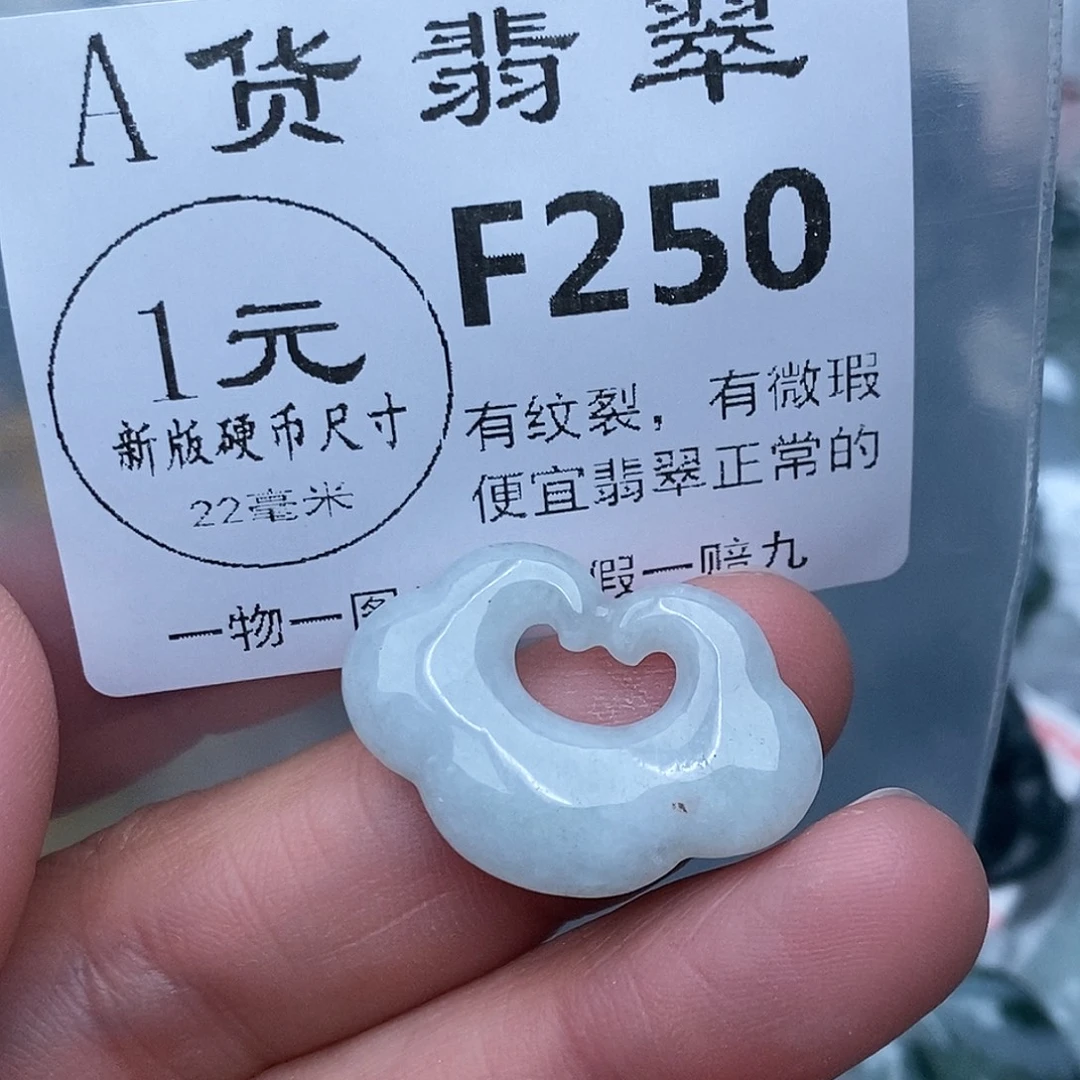 A货翡翠
F250
1元
新版硬币尺寸
22毫米
有纹裂，有微瑕
便宜翡翠正常的
一物一图 假一赔九